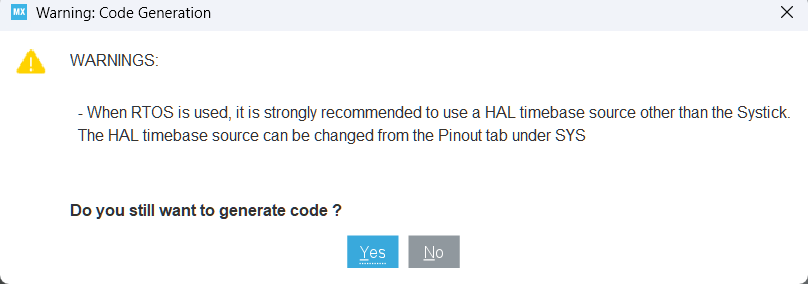 MX Warning: Code Generation
WARNINGS:
- When RTOS is used, it is strongly recommended to use a HAL timebase source other than the Systick.
The HAL timebase source can be changed from the Pinout tab under SYS
Do you still want to generate code ?
Yes No